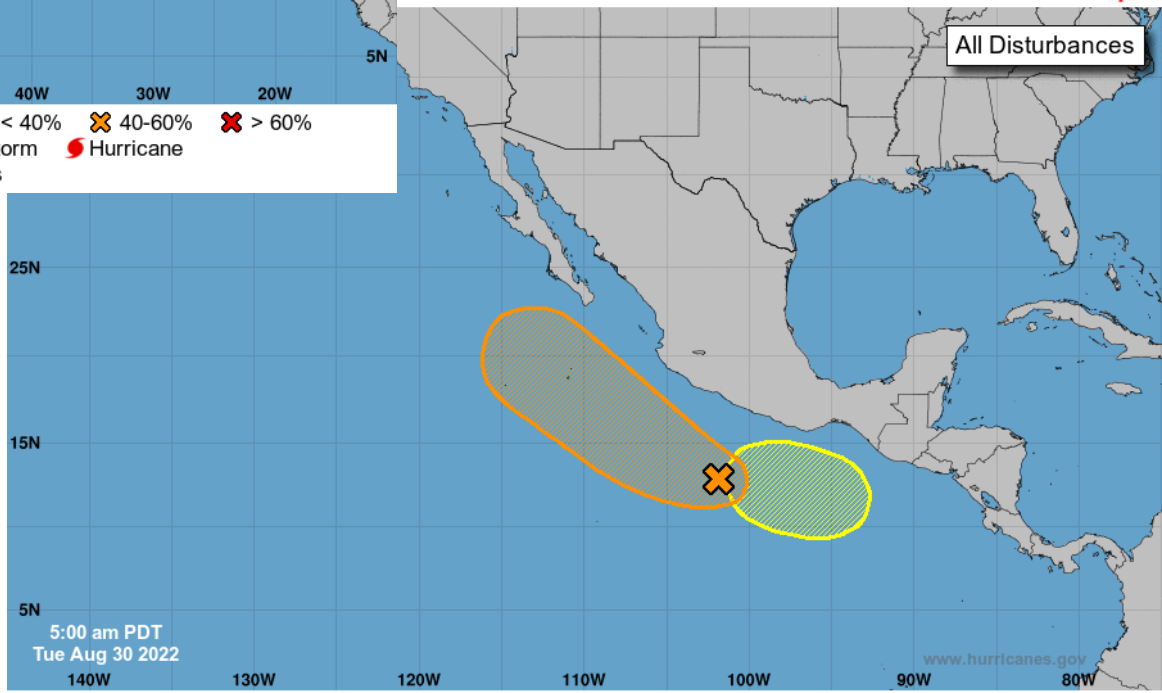 All Disturbances
5N
40W 30W 20W
< 40% 40-60% > 60%
orm Hurricane
s
25N
15N
5N
5:00 am PDT
Tue Aug 30 2022
www.hurricanes.gov
140W 130W 120W 110W 100W 90W 80W